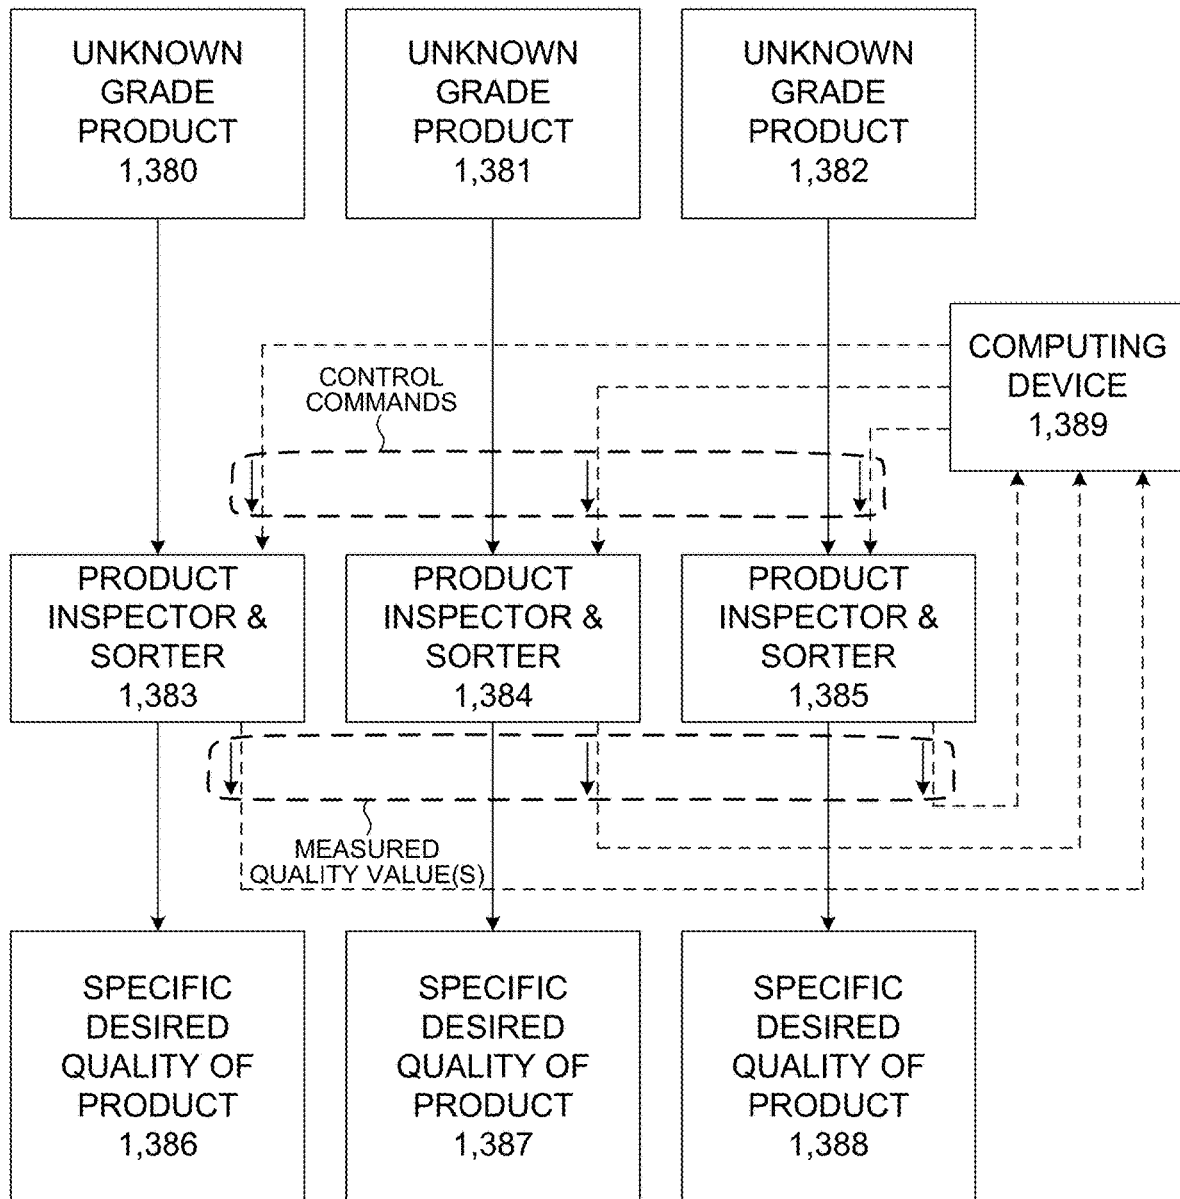 UNKNOWN
GRADE
PRODUCT
1,380
UNKNOWN
GRADE
PRODUCT
1,381
UNKNOWN
GRADE
PRODUCT
1,382
COMPUTING
DEVICE
1,389
CONTROL
COMMANDS
PRODUCT
INSPECTOR &
SORTER
1,383
PRODUCT
INSPECTOR &
SORTER
1,384
PRODUCT
INSPECTOR &
SORTER
1,385
MEASURED
QUALITY VALUE(S)
SPECIFIC
DESIRED
QUALITY OF
PRODUCT
1,386
SPECIFIC
DESIRED
QUALITY OF
PRODUCT
1,387
SPECIFIC
DESIRED
QUALITY OF
PRODUCT
1,388